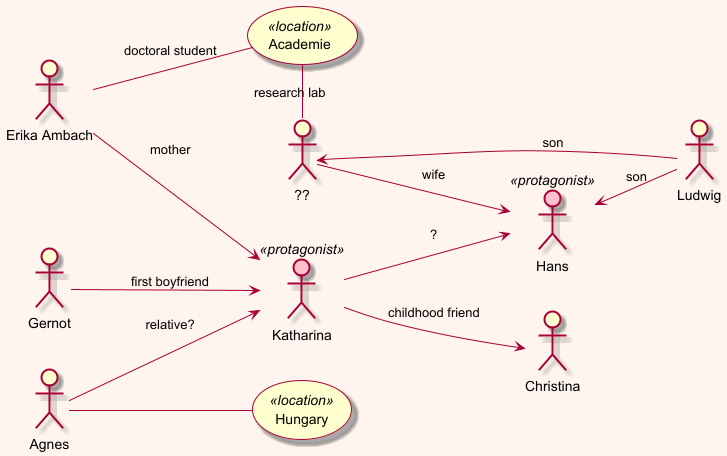 «location»
Academie
doctoral student
research lab
Erika Ambach
mother
??
son
wife
son
Ludwig
«protagonist»
Hans
?
«protagonist»
Katharina
first boyfriend
Gernot
relative?
childhood friend
Christina
Agnes
«location»
Hungary